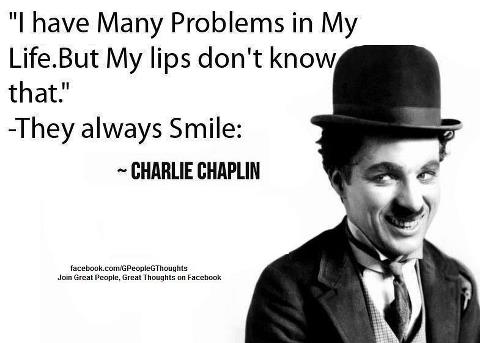 "I have Many Problems in My
Life.But My lips don't know
that."
-They always Smile:
~ CHARLIE CHAPLIN
facebook.com/GPeopleGThoughts
Join Great People, Great Thoughts on Facebook